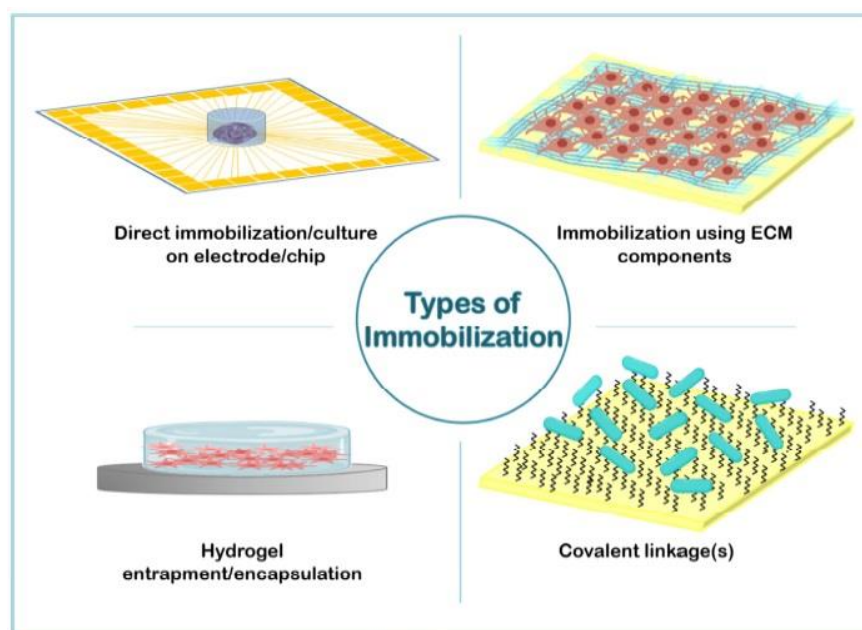 Direct immobilization/culture
on electrode/chip
Immobilization using ECM
components
Types of
Immobilization
Hydrogel
entrapment/encapsulation
Covalent linkage(s)